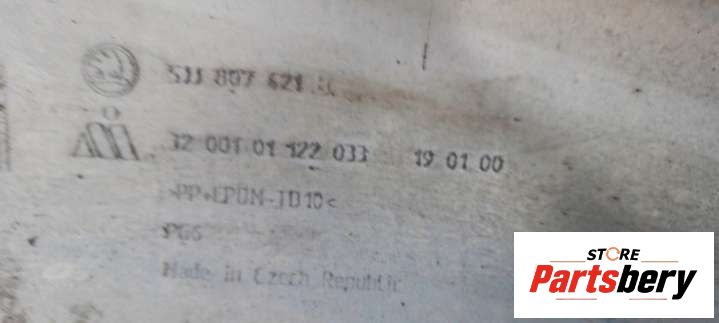 5JJ 807 621
12 001 01 122 033 19 01 00
>PP+EPDM-TD10<
Made in Czech Republic
STORE
Partsbery